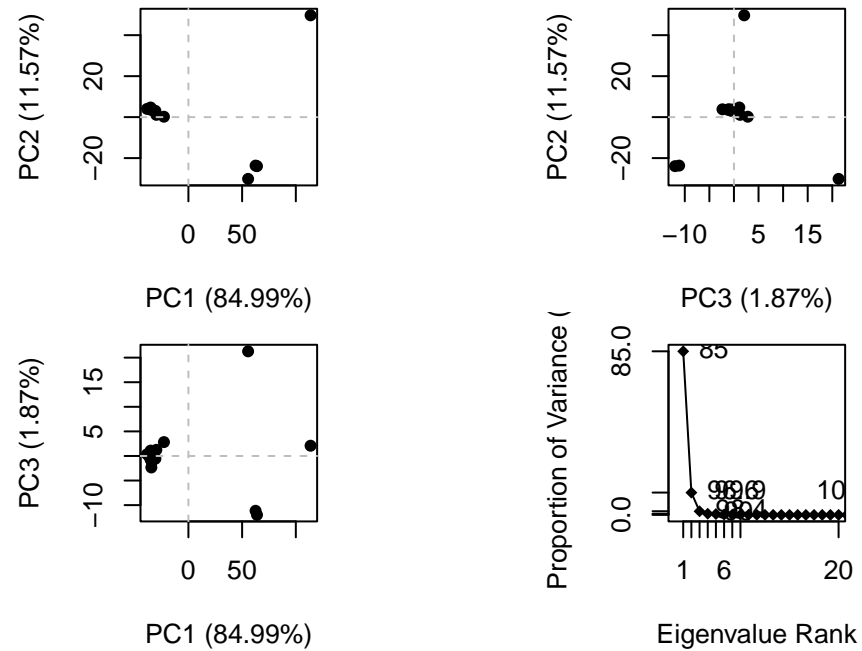 PC2 (11.57%)
−20
20
0
50
PC1 (84.99%)
PC2 (11.57%)
−20
20
−10
5
15
PC3 (1.87%)
PC3 (1.87%)
−10
5
15
0
50
PC1 (84.99%)
Proportion of Variance (
0.0
85.0
85
1
6
20
Eigenvalue Rank